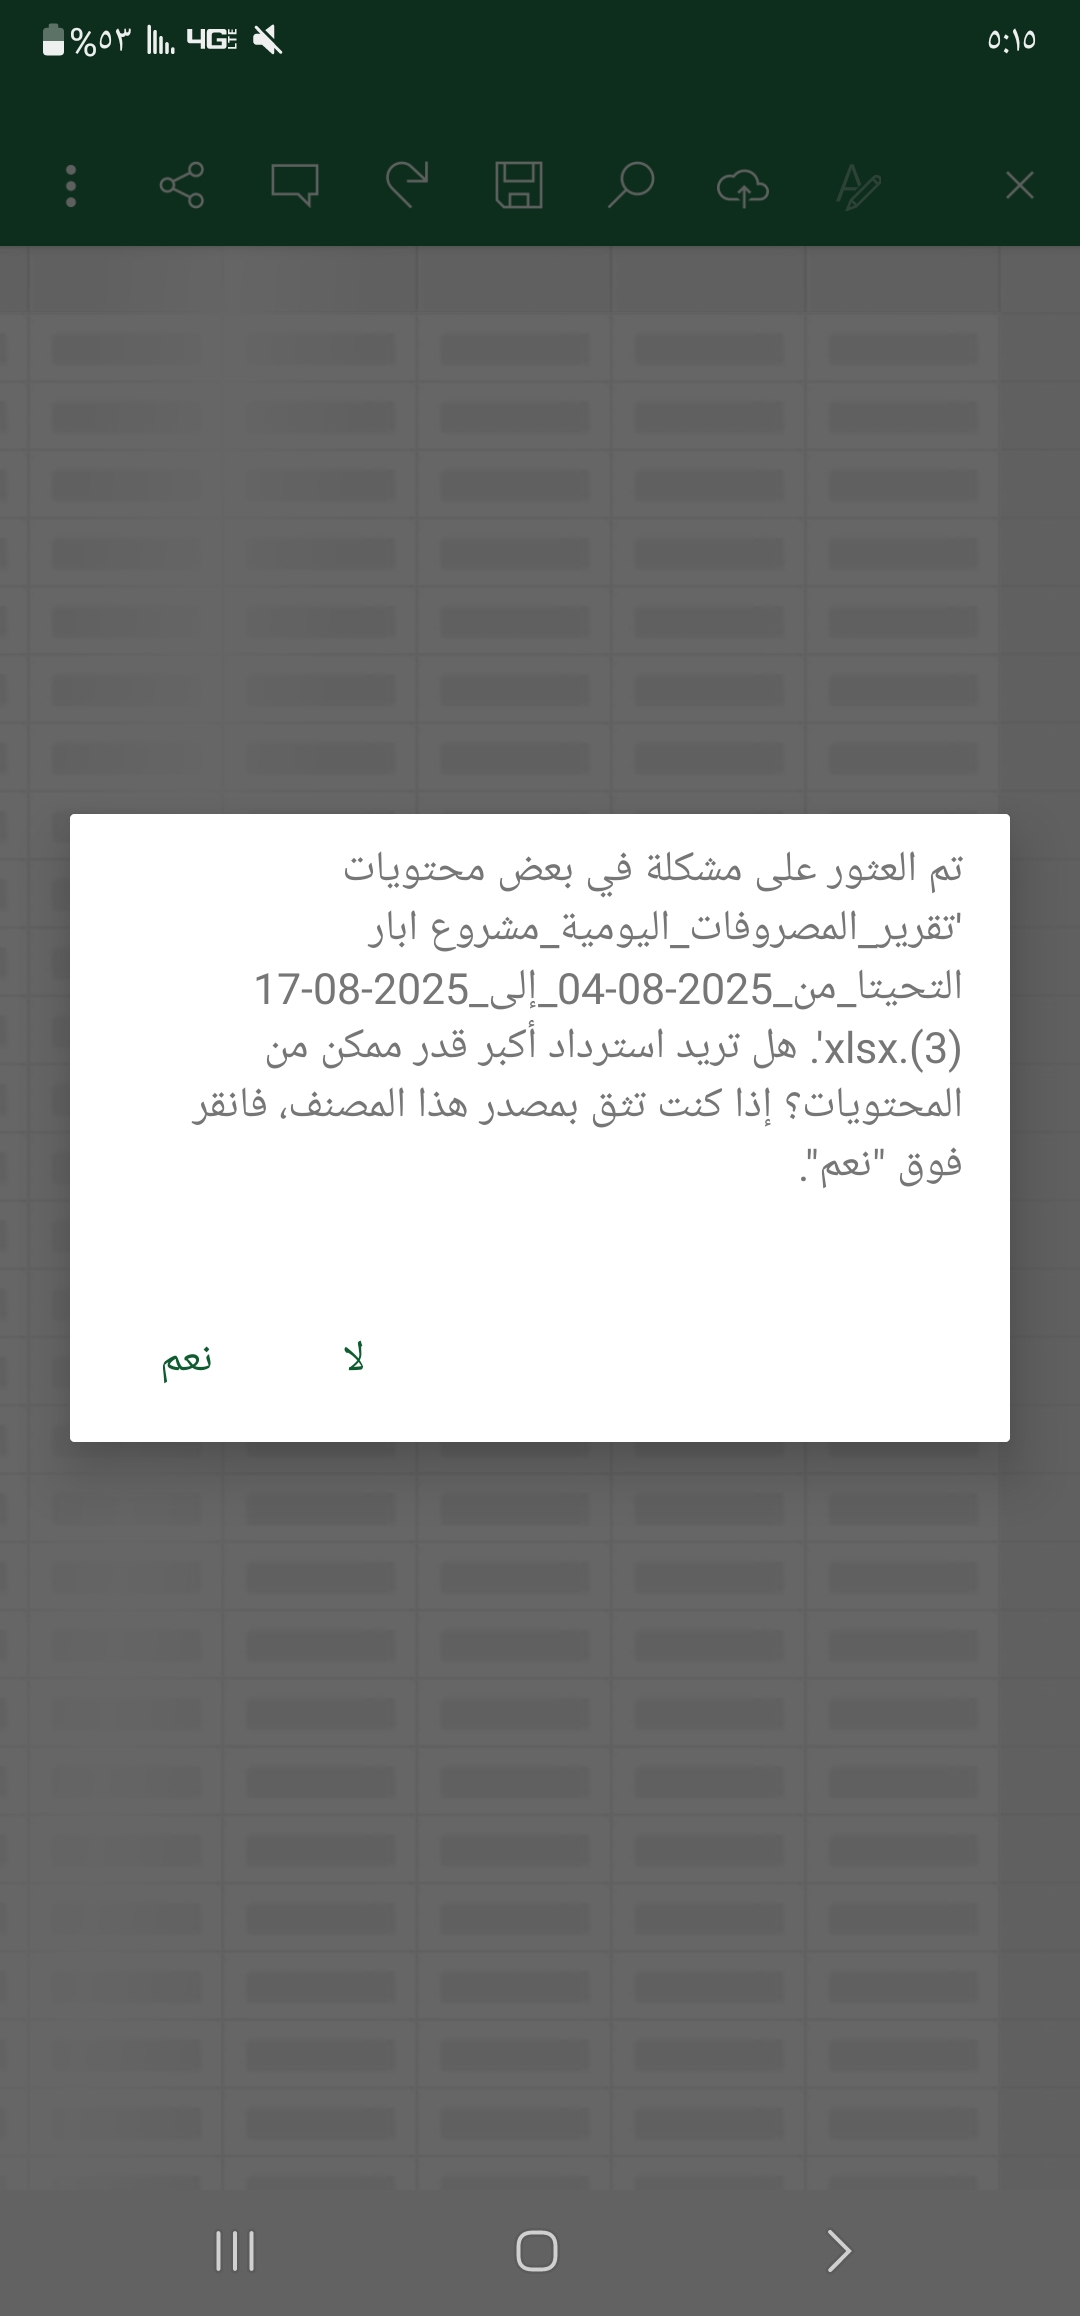 %٥٣ 4G LTE ٥:١٥
تم العثور على مشكلة في بعض محتويات
'تقرير_المصروفات_اليومية_مشروع ابار
التحيتا_من_2025-08-04_إلى_2025-08-17
(3).xlsx'. هل تريد استرداد أكبر قدر ممكن من
المحتويات؟ إذا كنت تثق بمصدر هذا المصنف، فانقر
فوق "نعم".
لا
نعم